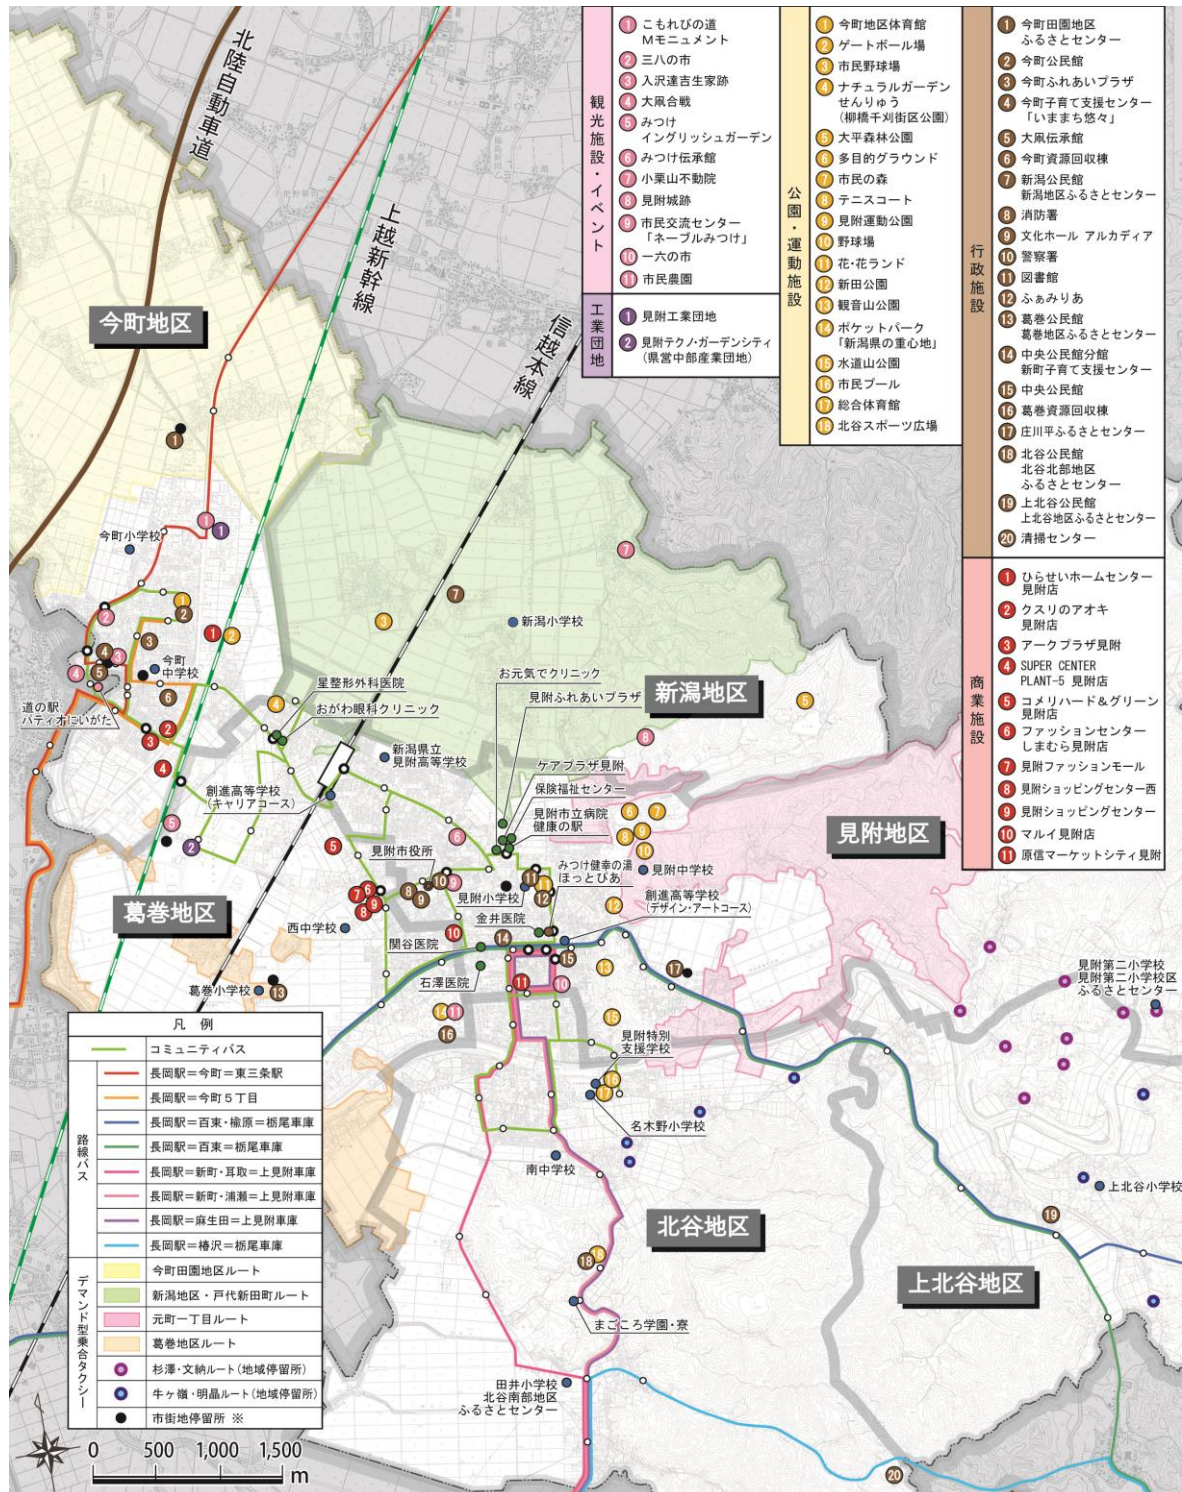 観光施設・イベント
1 こもれびの道
Mモニュメント
2 三八の市
3 入沢達吉生家跡
4 大凧合戦
5 みつけ
イングリッシュガーデン
6 みつけ伝承館
7 小栗山不動院
8 見附城跡
9 市民交流センター
「ネーブルみつけ」
10 一六の市
11 市民農園
工業団地
1 見附工業団地
2 見附テクノ・ガーデンシティ
(県営中部産業団地)
公園・運動施設
1 今町地区体育館
2 ゲートボール場
3 市民野球場
4 ナチュラルガーデン
せんりゅう
(柳橋千刈街区公園)
5 大平森林公園
6 多目的グラウンド
7 市民の森
8 テニスコート
9 見附運動公園
10 野球場
11 花・花ランド
12 新田公園
13 観音山公園
14 ポケットパーク
「新潟県の重心地」
15 水道山公園
16 市民プール
17 総合体育館
18 北谷スポーツ広場
行政施設
1 今町田園地区
ふるさとセンター
2 今町公民館
3 今町ふれあいプラザ
4 今町子育て支援センター
「いままち悠々」
5 大凧伝承館
6 今町資源回収棟
7 新潟公民館
新潟地区ふるさとセンター
8 消防署
9 文化ホール アルカディア
10 警察署
11 図書館
12 ふぁみりあ
13 葛巻公民館
葛巻地区ふるさとセンター
14 中央公民館分館
新町子育て支援センター
15 中央公民館
16 葛巻資源回収棟
17 庄川平ふるさとセンター
18 北谷公民館
北谷北部地区
ふるさとセンター
19 上北谷公民館
上北谷地区ふるさとセンター
20 清掃センター
商業施設
1 ひらせいホームセンター
見附店
2 クスリのアオキ
見附店
3 アークプラザ見附
4 SUPER CENTER
PLANT-5 見附店
5 コメリハード&グリーン
見附店
6 ファッションセンター
しまむら見附店
7 見附ファッションモール
8 見附ショッピングセンター西
9 見附ショッピングセンター
10 マルイ見附店
11 原信マーケットシティ見附
北陸自動車道
上越新幹線
信越本線
今町地区
今町小学校
今町
中学校
道の駅
パティオにいがた
新潟小学校
星整形外科医院
おがわ眼科クリニック
お元気でクリニック
見附ふれあいプラザ
新潟地区
新潟県立
見附高等学校
ケアプラザ見附
保険福祉センター
創進高等学校
(キャリアコース)
見附市立病院
健康の駅
見附地区
見附市役所
みつけ健幸の湯
ほっとぴあ
見附中学校
見附小学校
葛巻地区
創進高等学校
(デザイン・アートコース)
金井医院
西中学校
関谷医院
石澤医院
葛巻小学校
見附第二小学校
見附第二小学校区
ふるさとセンター
見附特別
支援学校
名木野小学校
南中学校
上北谷小学校
北谷地区
上北谷地区
まごころ学園・寮
田井小学校
北谷南部地区
ふるさとセンター
凡 例
コミュニティバス
路線バス
長岡駅=今町=東三条駅
長岡駅=今町5丁目
長岡駅=百束・楡原=栃尾車庫
長岡駅=百束=栃尾車庫
長岡駅=新町・耳取=上見附車庫
長岡駅=新町・浦瀬=上見附車庫
長岡駅=麻生田=上見附車庫
長岡駅=椿沢=栃尾車庫
デマンド型乗合タクシー
今町田園地区ルート
新潟地区・戸代新田町ルート
元町一丁目ルート
葛巻地区ルート
杉澤・文納ルート(地域停留所)
牛ヶ嶺・明晶ルート(地域停留所)
市街地停留所 ※
0 500 1,000 1,500
m